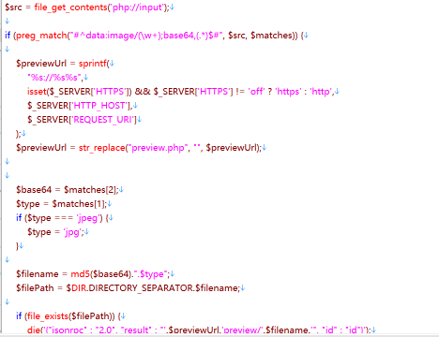 $src = file_get_contents('php://input');↓
↓
if (preg_match("#^data:image/(\w+);base64,(.*)$#", $src, $matches)) {↓
↓
$previewUrl = sprintf(↓
"%s://%s%s",↓
isset($_SERVER['HTTPS']) && $_SERVER['HTTPS'] != 'off' ? 'https' : 'http',↓
$_SERVER['HTTP_HOST'],↓
$_SERVER['REQUEST_URI']↓
);↓
$previewUrl = str_replace("preview.php", "", $previewUrl);↓
↓
↓
$base64 = $matches[2];↓
$type = $matches[1];↓
if ($type === 'jpeg') {↓
$type = 'jpg';↓
}↓
↓
$filename = md5($base64).".$type";↓
$filePath = $DIR.DIRECTORY_SEPARATOR.$filename;↓
↓
if (file_exists($filePath)) {↓
die('{"jsonrpc" : "2.0", "result" : "'.$previewUrl.'preview/'.$filename.'", "id" : "id"}');↓